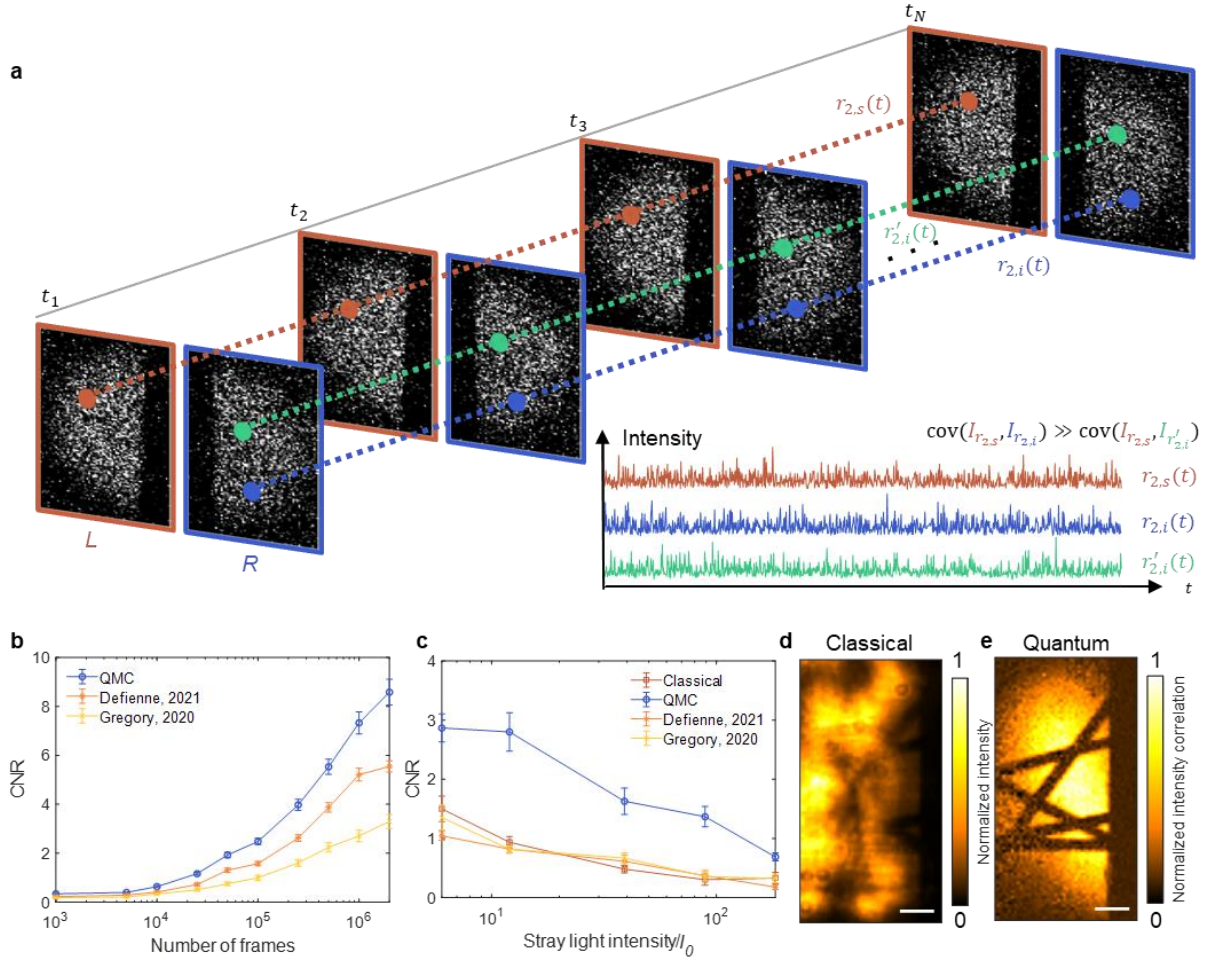 a
t_1
t_2
t_3
t_N
r_{2,s}(t)
r'_{2,i}(t)
r_{2,i}(t)
. . .
L
R
Intensity
cov(I_{r_{2,s}}, I_{r_{2,i}}) ≫ cov(I_{r_{2,s}}, I_{r'_{2,i}})
r_{2,s}(t)
r_{2,i}(t)
r'_{2,i}(t)
t
b
10
8
6
4
2
0
CNR
QMC
Defienne, 2021
Gregory, 2020
10^3
10^4
10^5
10^6
Number of frames
c
4
3
2
1
0
CNR
Classical
QMC
Defienne, 2021
Gregory, 2020
10^1
10^2
Stray light intensity/I_0
d
Classical
1
Normalized intensity
0
e
Quantum
1
Normalized intensity correlation
0